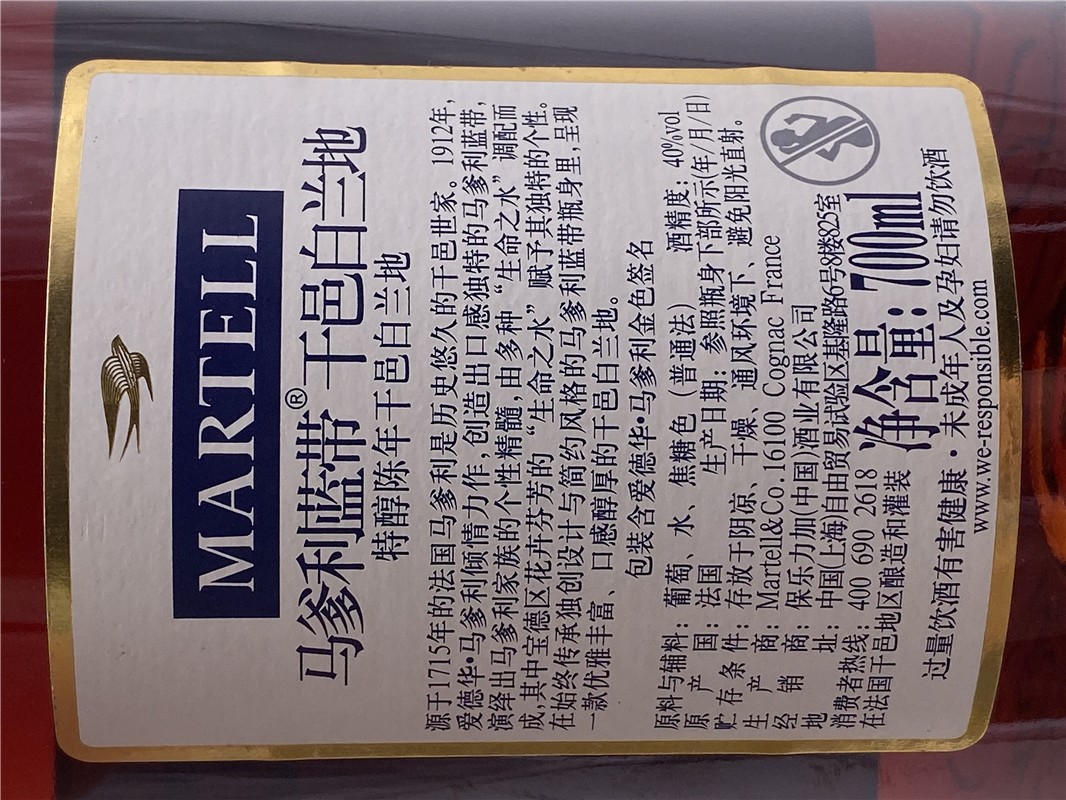 MARTELL
马爹利蓝带®干邑白兰地
特醇陈年干邑白兰地
源于1715年的法国马爹利是历史悠久的干邑世家。1912年,
爱德华•马爹利倾情力作,创造出口感独特的马爹利蓝带,
演绎出马爹利家族的个性精髓,由多种“生命之水”调配而
成,其中宝德区花卉芬芳的“生命之水”赋予其独特的个性。
在始终传承独创设计与简约风格的马爹利蓝带瓶身里,呈现
一款优雅丰富、口感醇厚的干邑白兰地。
包装含爱德华•马爹利金色签名
原料与辅料：葡萄、水、焦糖色（普通法） 酒精度：40%vol
原产国：法国 生产日期：参照瓶身下部所示(年/月/日)
贮存条件：存放于阴凉、干燥、通风环境下、避免阳光直射。
生产商：Martell&Co.16100 Cognac France
经销商：保乐力加(中国)酒业有限公司
地址：中国(上海)自由贸易试验区基隆路6号8楼825室
消费者热线：400 690 2618
在法国干邑地区酿造和灌装
净含量：700ml
过量饮酒有害健康·未成年人及孕妇请勿饮酒
www.we-responsible.com